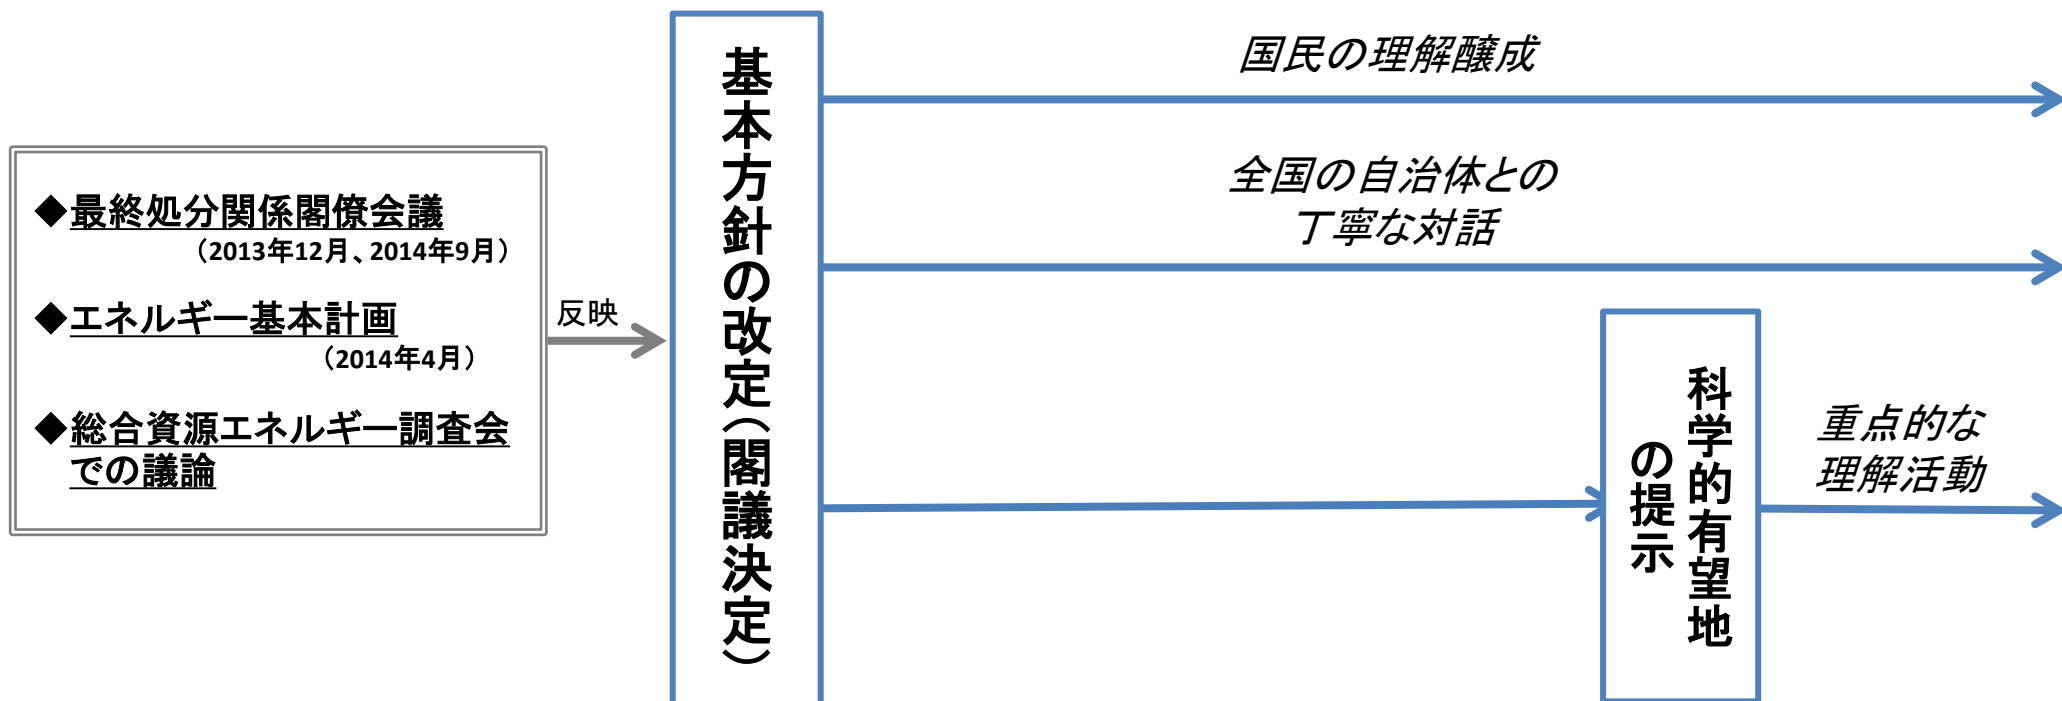 ◆最終処分関係閣僚会議
（2013年12月、2014年9月）
◆エネルギー基本計画
（2014年4月）
◆総合資源エネルギー調査会
での議論
反映
基本方針の改定（閣議決定）
国民の理解醸成
全国の自治体との
丁寧な対話
科学的有望地
の提示
重点的な
理解活動